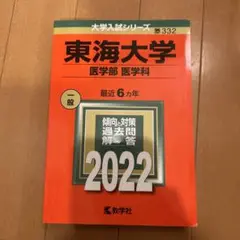 大学入試シリーズ
332
東海大学
医学部 医学科
最近6ヵ年
一般
傾向と対策
過去問
解答
2022
教学社